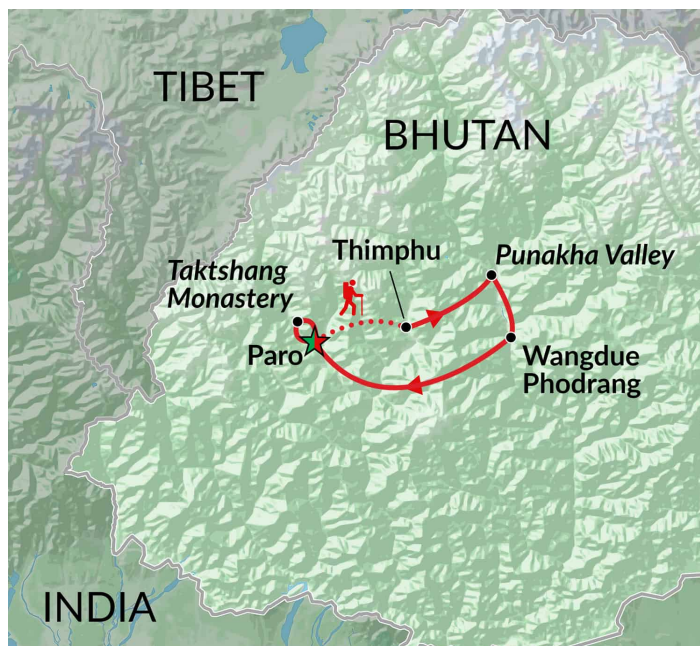 TIBET
BHUTAN
Thimphu
Punakha Valley
Taktshang
Monastery
Paro
Wangdue
Phodrang
INDIA